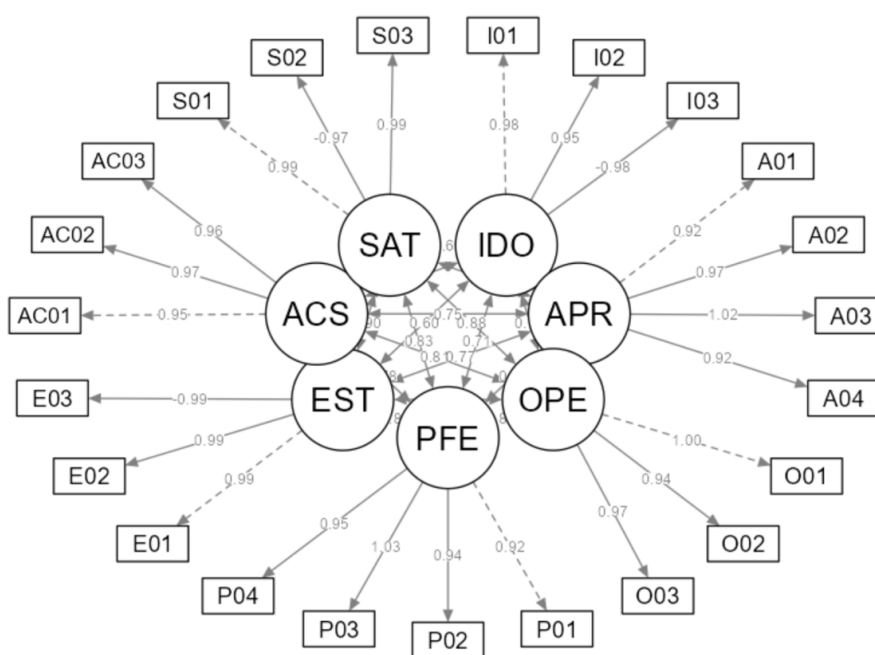 S03 I01
S02 I02
S01 I03
AC03 A01
0.99 0.98 0.95
-0.97 -0.98
0.99 0.92
AC02 A02
0.96 0.97
SAT IDO
0.97
AC01 0.95 ACS 0.75 APR 1.02 A03
0.60 0.88
0.83 0.71
0.77
0.92
E03 -0.99 EST OPE A04
0.99 PFE 1.00
E02 O01
0.99 0.94
E01 0.95 0.97 O02
1.03 0.94 0.92
P04 O03
P03 P02 P01